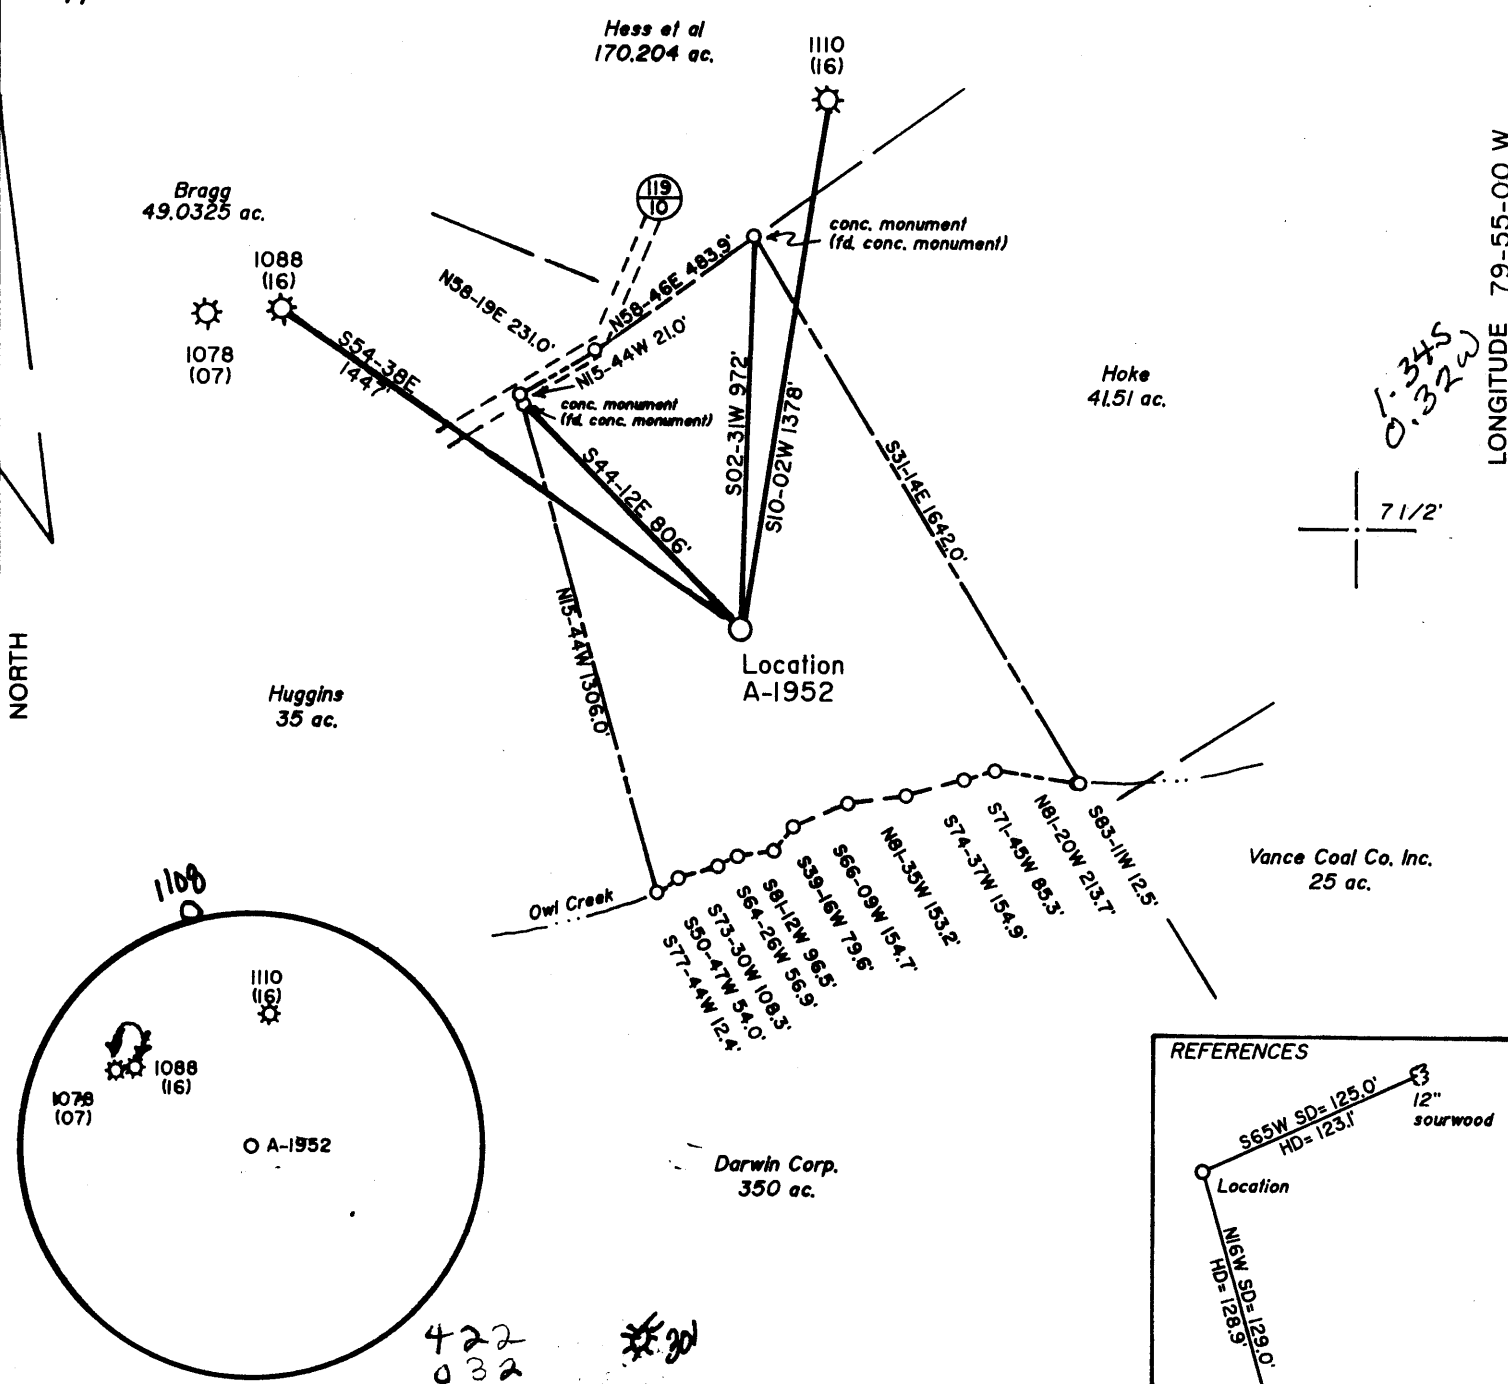 Hess et al
170.204 ac.
1110
(16)
Bragg
49.0325 ac.
119
10
conc. monument
(fd. conc. monument)
1088
(16)
1078
(07)
N58-19E 231.0'
N58-46E 483.9'
N15-44W 21.0'
conc. monument
(fd. conc. monument)
S54-38E
1447'
S44-12E 806'
S02-31W 972'
S10-02W 1378'
S31-14E 1642.0'
Hoke
41.51 ac.
LONGITUDE 79-55-00 W
1.345
0.32W
7 1/2'
NORTH
N15-44W 1306.0'
Location
A-1952
Huggins
35 ac.
Owl Creek
S77-44W 12.4'
S50-47W 54.0'
S73-30W 108.3'
S64-26W 56.9'
S81-12W 96.5'
S39-16W 79.6'
S66-09W 154.7'
N81-35W 153.2'
S74-37W 154.9'
S71-45W 85.3'
N81-20W 213.7'
S83-11W 12.5'
Vance Coal Co. Inc.
25 ac.
1108
1110
(16)
1088
(16)
1078
(07)
A-1952
Darwin Corp.
350 ac.
422
032
301
REFERENCES
S65W SD= 125.0'
HD= 123.1'
12"
sourwood
Location
N16W SD= 129.0'
HD= 128.9'